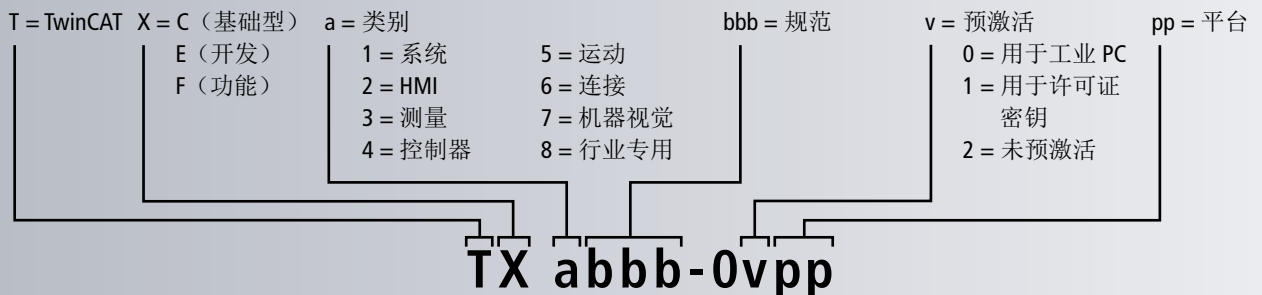 T = TwinCAT X = C（基础型） a = 类别 bbb = 规范 v = 预激活 pp = 平台
E（开发） 1 = 系统 5 = 运动 0 = 用于工业 PC
F（功能） 2 = HMI 6 = 连接 1 = 用于许可证
3 = 测量 7 = 机器视觉 密钥
4 = 控制器 8 = 行业专用 2 = 未预激活
TX abbb-0vpp